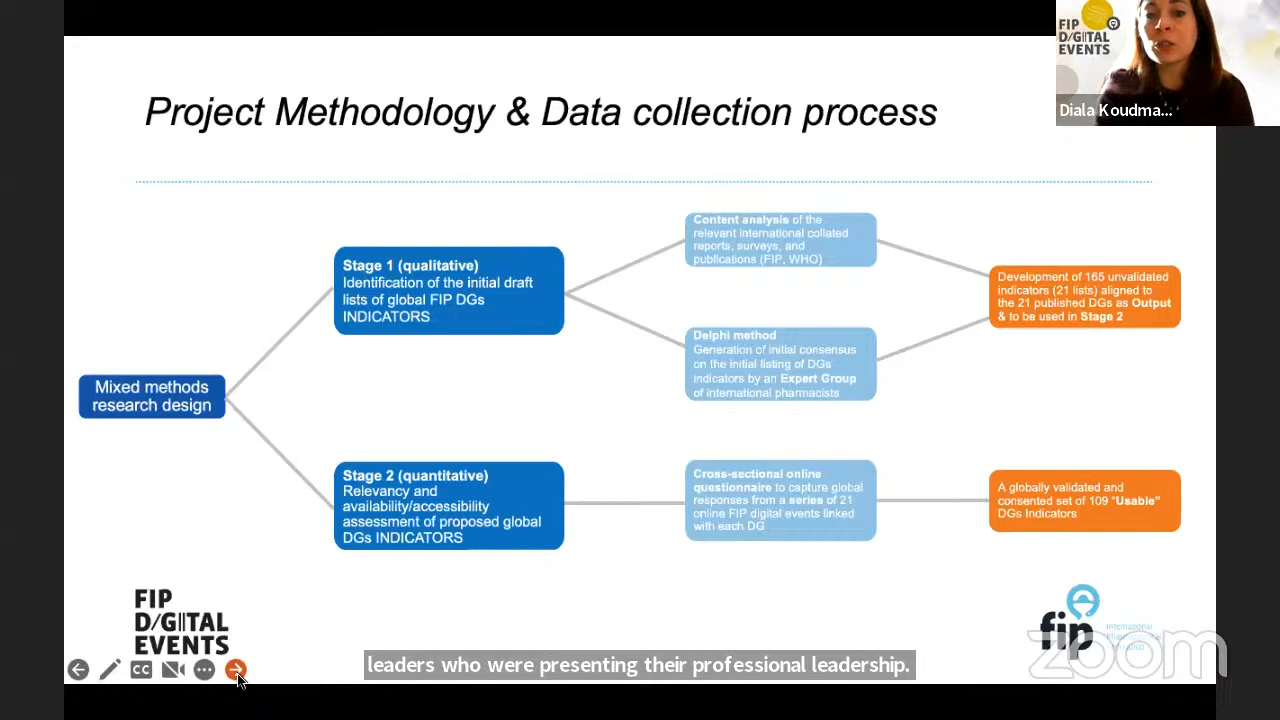 Project Methodology & Data collection process
FIP
D/GITAL
EVENTS
Diala Koudma...
Mixed methods
research design
Stage 1 (qualitative)
Identification of the initial draft
lists of global FIP DGs
INDICATORS
Content analysis of the
relevant international collated
reports, surveys, and
publications (FIP, WHO)
Delphi method
Generation of initial consensus
on the initial listing of DGs
indicators by an Expert Group
of international pharmacists
Development of 165 unvalidated
indicators (21 lists) aligned to
the 21 published DGs as Output
& to be used in Stage 2
Stage 2 (quantitative)
Relevancy and
availability/accessibility
assessment of proposed global
DGs INDICATORS
Cross-sectional online
questionnaire to capture global
responses from a series of 21
online FIP digital events linked
with each DG
A globally validated and
consented set of 109 "Usable"
DGs Indicators
FIP
D/GITAL
EVENTS
fip
International
zoom
CC
leaders who were presenting their professional leadership.